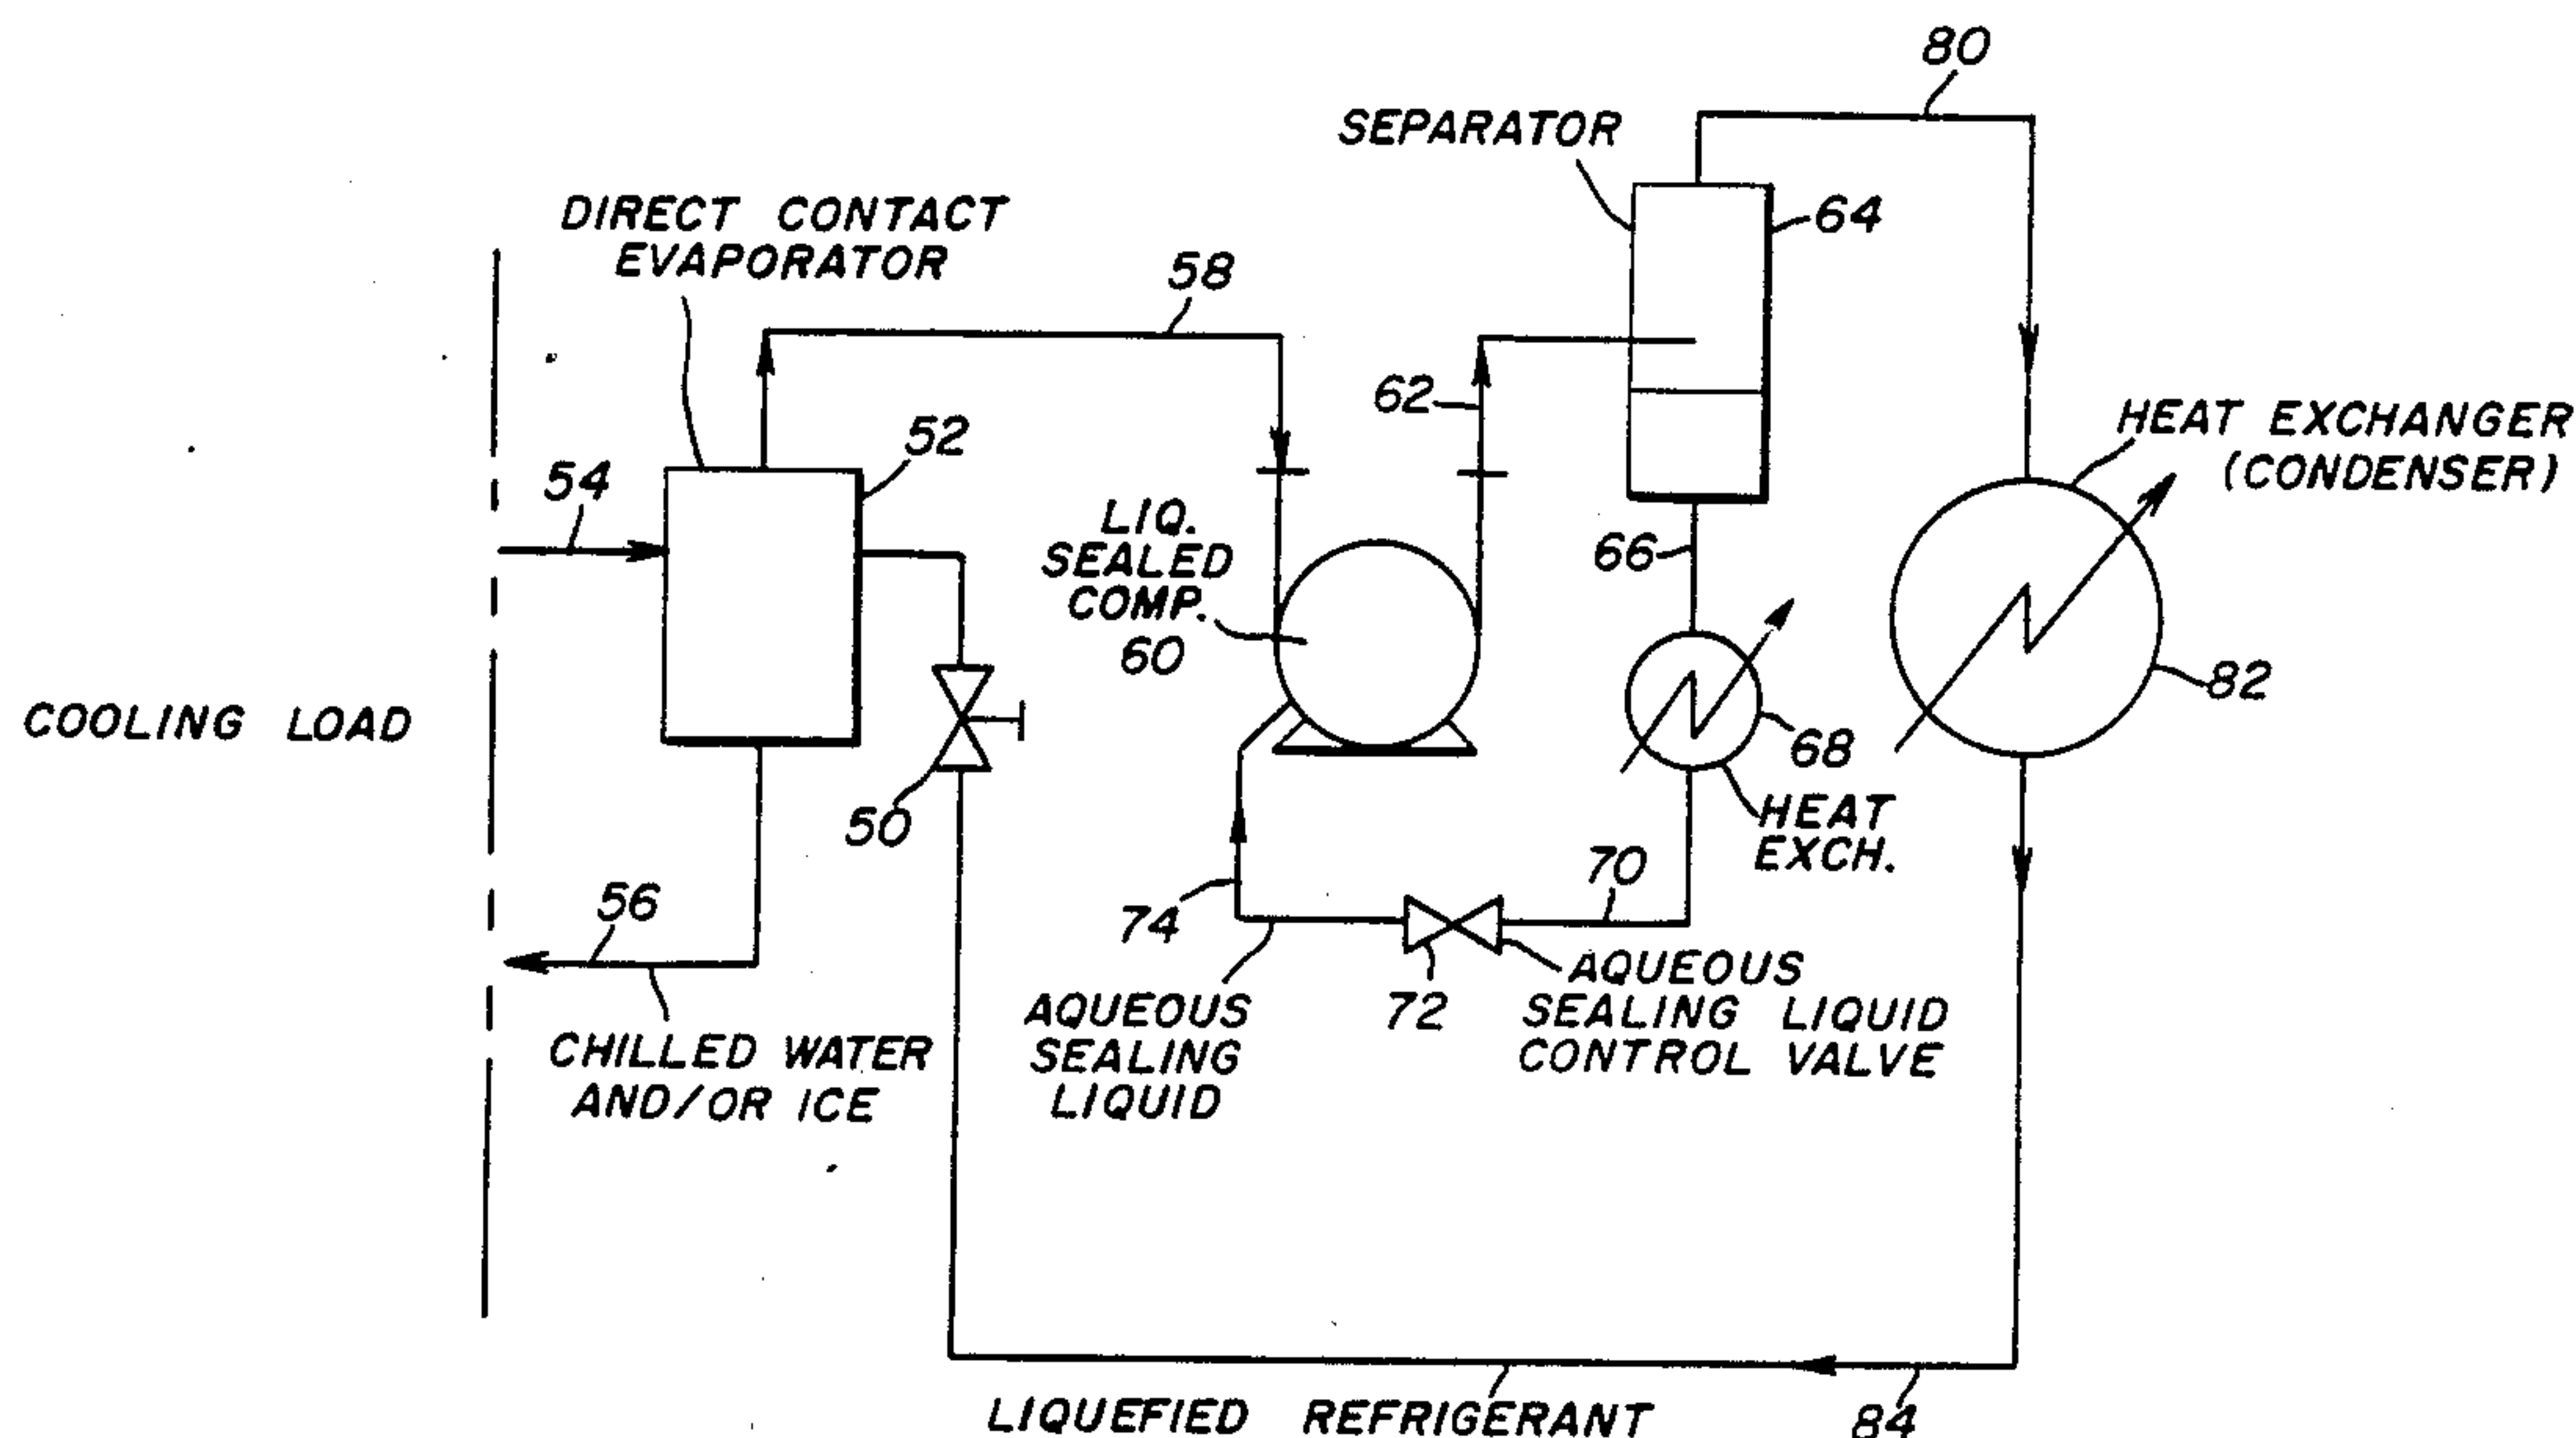 80
SEPARATOR
64
DIRECT CONTACT
EVAPORATOR
58
62
HEAT EXCHANGER
(CONDENSER)
52
54
LIQ.
SEALED
COMP.
60
66
82
COOLING LOAD
68
50
HEAT
EXCH.
70
74
56
72
AQUEOUS
SEALING LIQUID
CONTROL VALVE
AQUEOUS
SEALING
LIQUID
CHILLED WATER
AND/OR ICE
LIQUEFIED REFRIGERANT
84